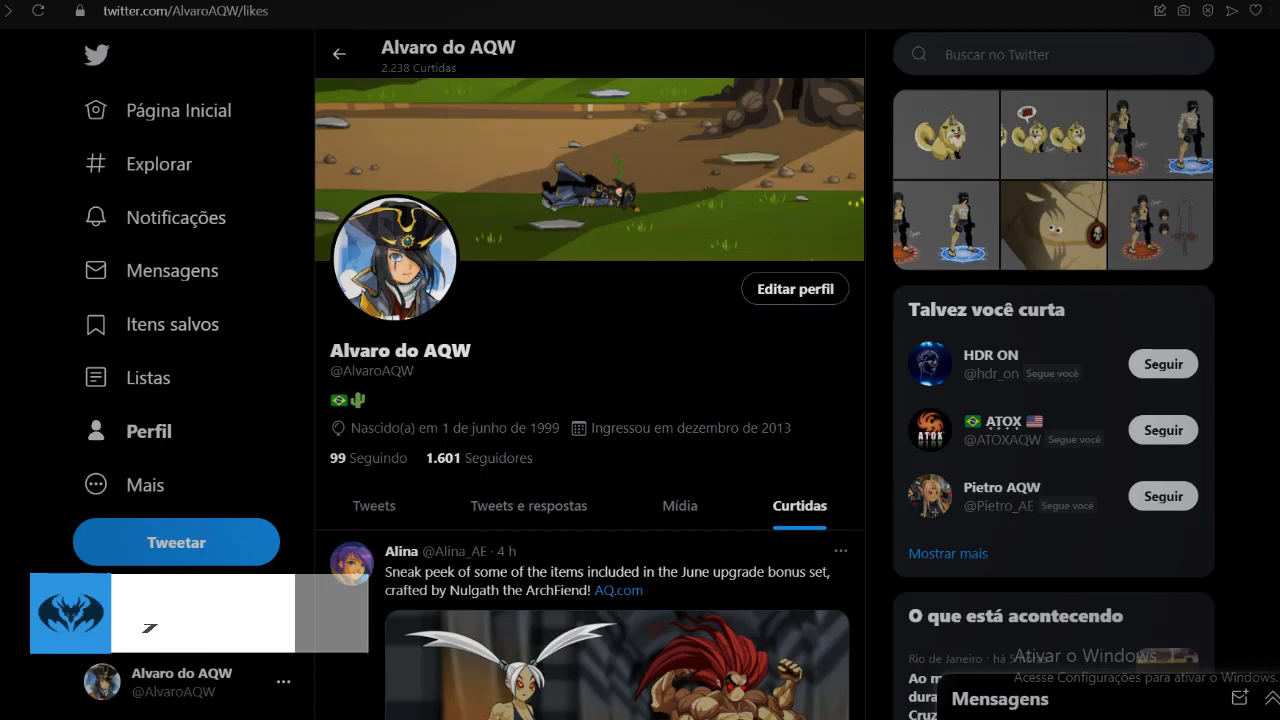 twitter.com/AlvaroAQW/likes
Página Inicial
Explorar
Notificações
Mensagens
Itens salvos
Listas
Perfil
Mais
Tweetar
Alvaro do AQW
@AlvaroAQW
Alvaro do AQW
2.238 Curtidas
Editar perfil
Alvaro do AQW
@AlvaroAQW
Nascido(a) em 1 de junho de 1999 Ingressou em dezembro de 2013
99 Seguindo 1.601 Seguidores
Tweets Tweets e respostas Mídia Curtidas
Alina @Alina_AE · 4 h
Sneak peek of some of the items included in the June upgrade bonus set,
crafted by Nulgath the ArchFiend! AQ.com
Buscar no Twitter
Talvez você curta
HDR ON
@hdr_on Segue você
Seguir
ATOX
@ATOXAQW Segue você
Seguir
Pietro AQW
@Pietro_AE Segue você
Seguir
Mostrar mais
O que está acontecendo
Rio de Janeiro · há 5
Ao m
dura
Cruz
Ativar o Windows
Acesse Configurações para ativar o Windows.
Mensagens